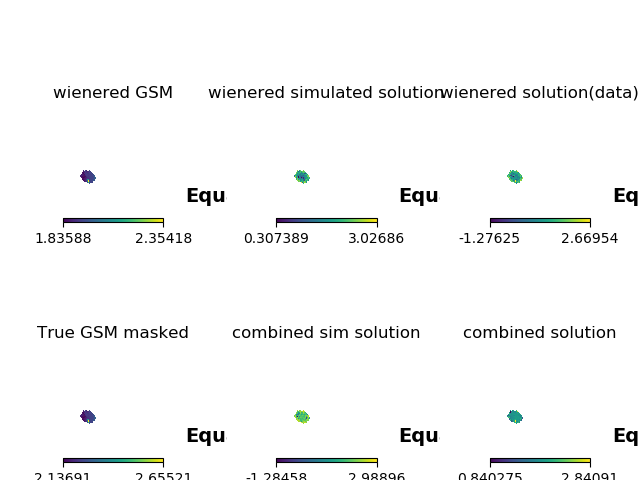 wienered GSM
wienered simulated solution
wienered solution(data)
Equ
Equ
Eq
1.83588 2.35418
0.307389 3.02686
-1.27625 2.66954
True GSM masked
combined sim solution
combined solution
Equ
Equ
Eq
2.13691 2.65521
-1.28458 2.98896
0.840275 2.84091